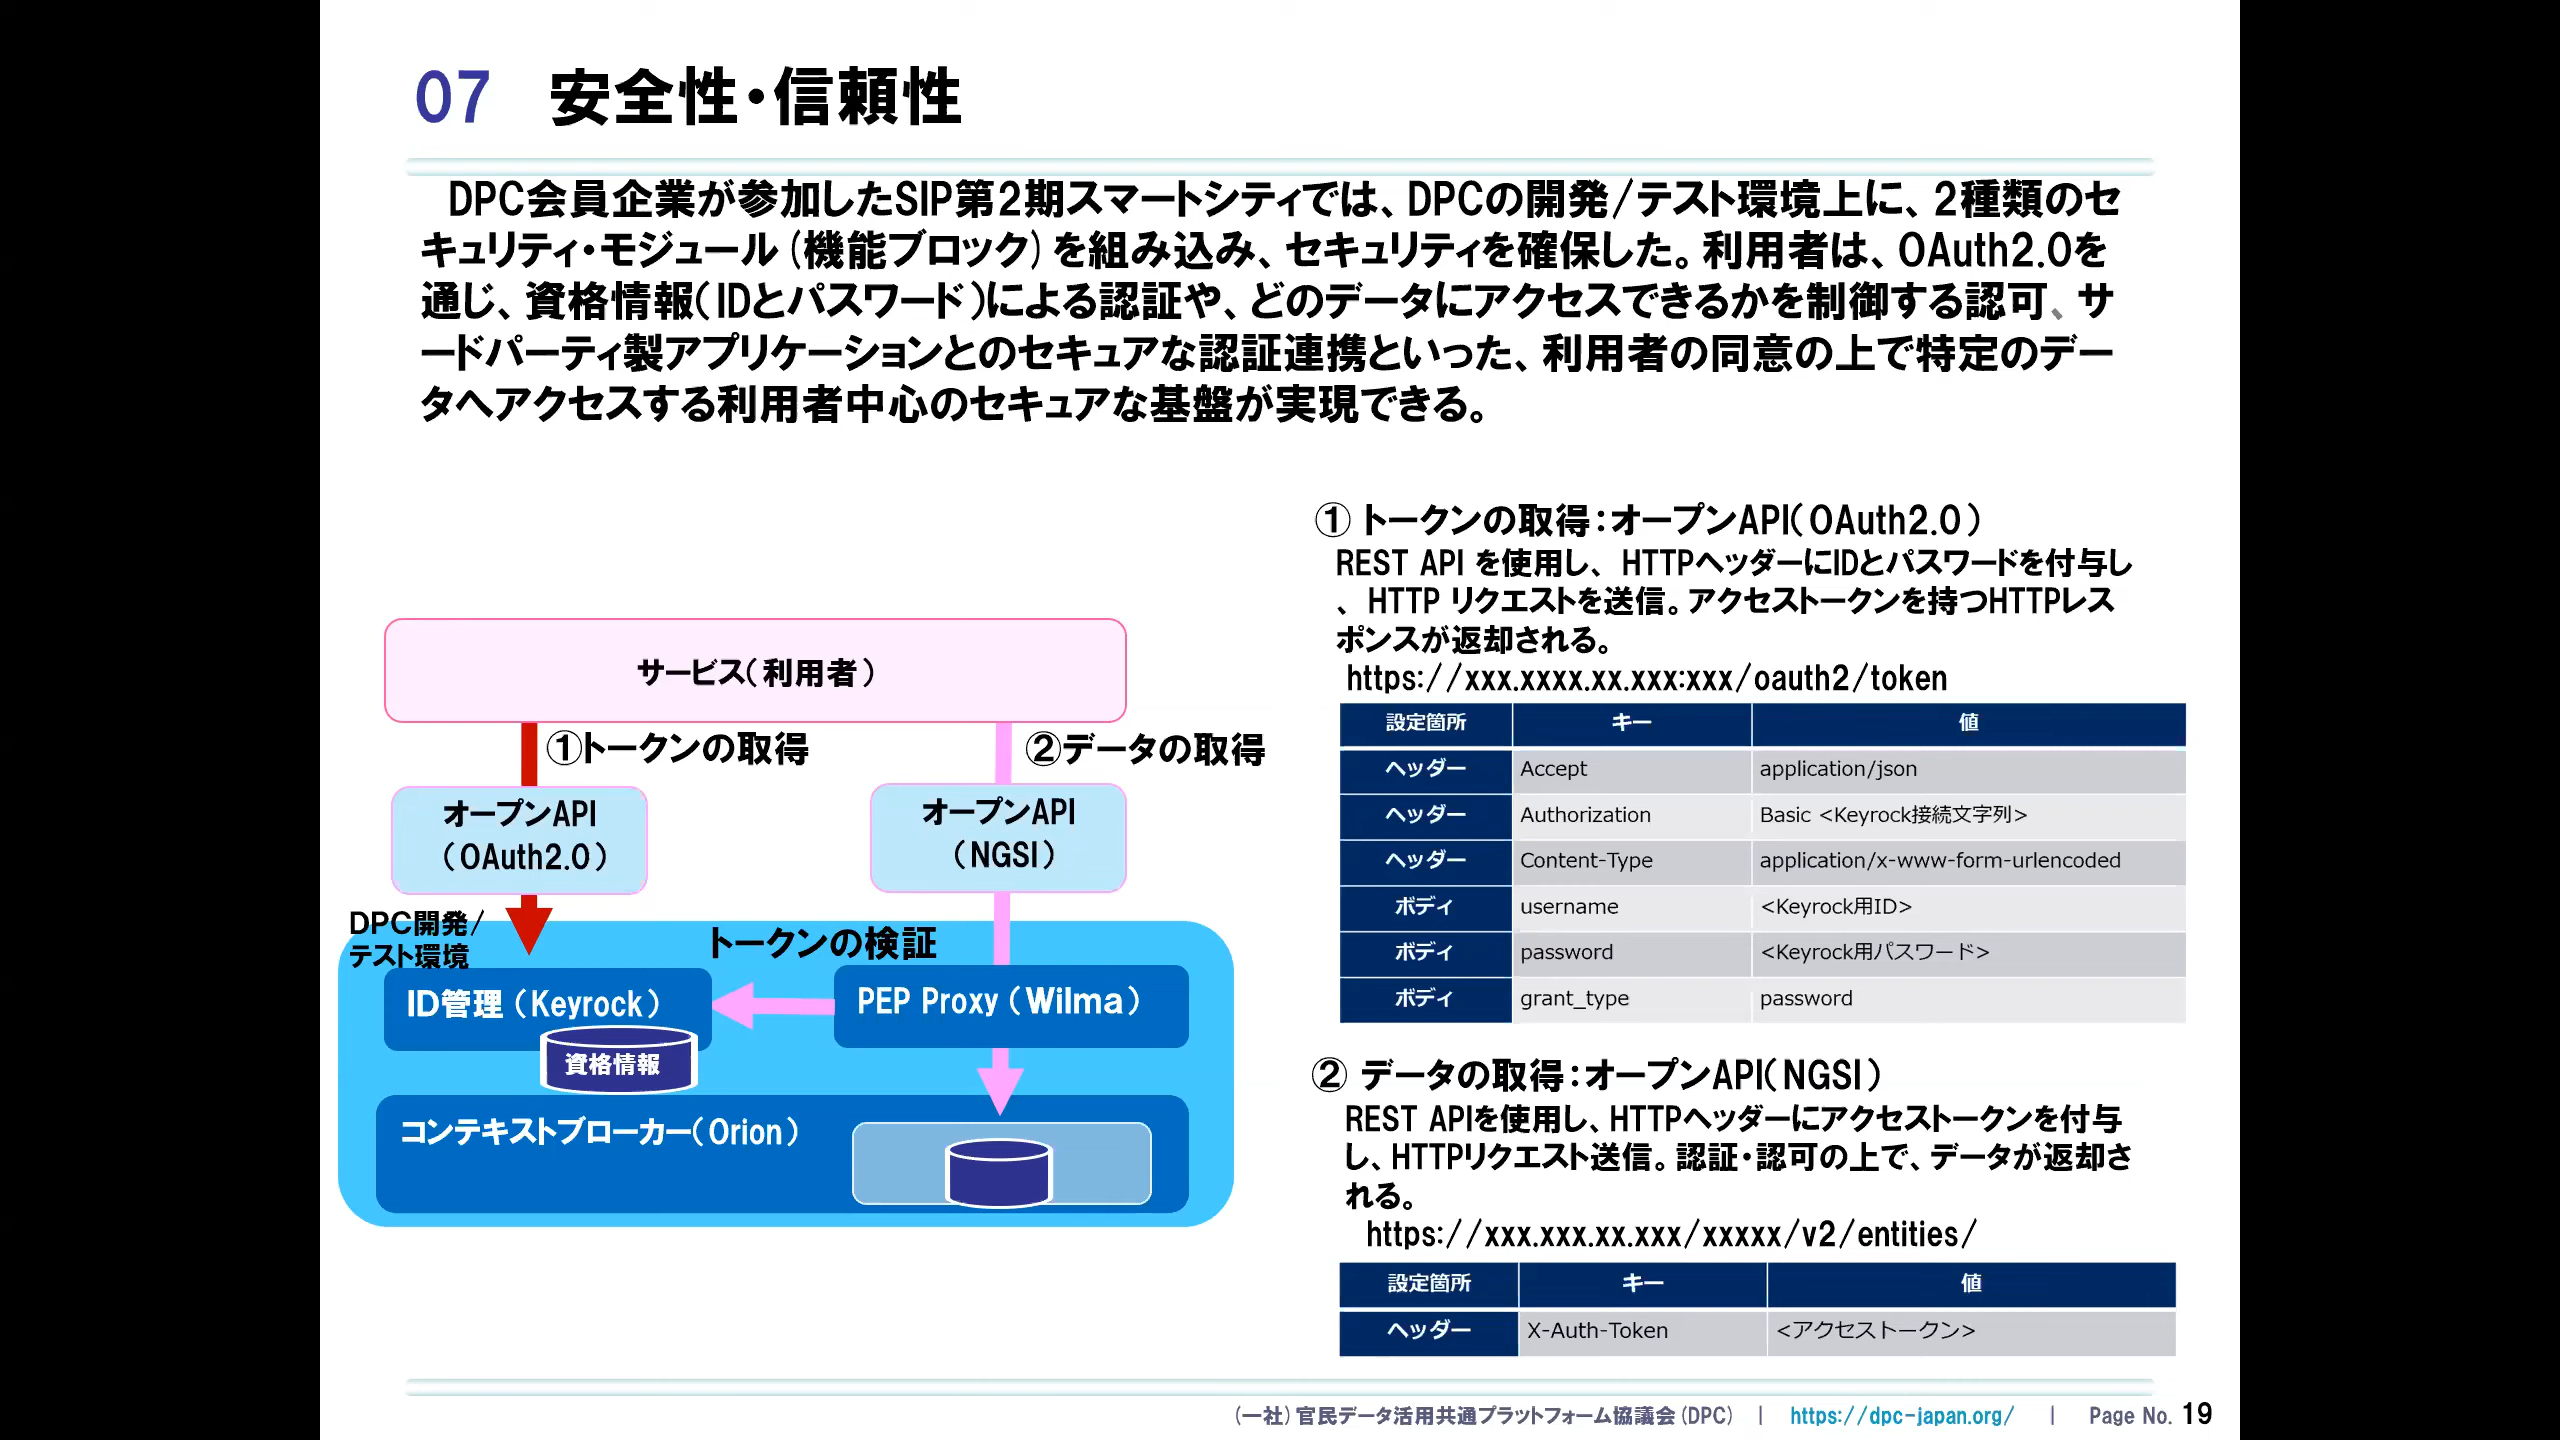 07 安全性・信頼性
DPC会員企業が参加したSIP第2期スマートシティでは、DPCの開発/テスト環境上に、2種類のセ
キュリティ・モジュール(機能ブロック)を組み込み、セキュリティを確保した。利用者は、OAuth2.0を
通じ、資格情報(IDとパスワード)による認証や、どのデータにアクセスできるかを制御する認可、サ
ードパーティ製アプリケーションとのセキュアな認証連携といった、利用者の同意の上で特定のデー
タへアクセスする利用者中心のセキュアな基盤が実現できる。
サービス(利用者)
①トークンの取得
②データの取得
オープンAPI
(OAuth2.0)
オープンAPI
(NGSI)
DPC開発/
テスト環境
トークンの検証
ID管理(Keyrock)
PEP Proxy(Wilma)
資格情報
コンテキストブローカー(Orion)
① トークンの取得:オープンAPI(OAuth2.0)
REST API を使用し、 HTTPヘッダーにIDとパスワードを付与し
、 HTTP リクエストを送信。アクセストークンを持つHTTPレス
ポンスが返却される。
https://xxx.xxxx.xx.xxx:xxx/oauth2/token
設定箇所 キー 値
ヘッダー Accept application/json
ヘッダー Authorization Basic <Keyrock接続文字列>
ヘッダー Content-Type application/x-www-form-urlencoded
ボディ username <Keyrock用ID>
ボディ password <Keyrock用パスワード>
ボディ grant_type password
② データの取得:オープンAPI(NGSI)
REST APIを使用し、HTTPヘッダーにアクセストークンを付与
し、HTTPリクエスト送信。認証・認可の上で、データが返却さ
れる。
https://xxx.xxx.xx.xxx/xxxxx/v2/entities/
設定箇所 キー 値
ヘッダー X-Auth-Token <アクセストークン>
(一社)官民データ活用共通プラットフォーム協議会(DPC) | https://dpc-japan.org/ | Page No. 19